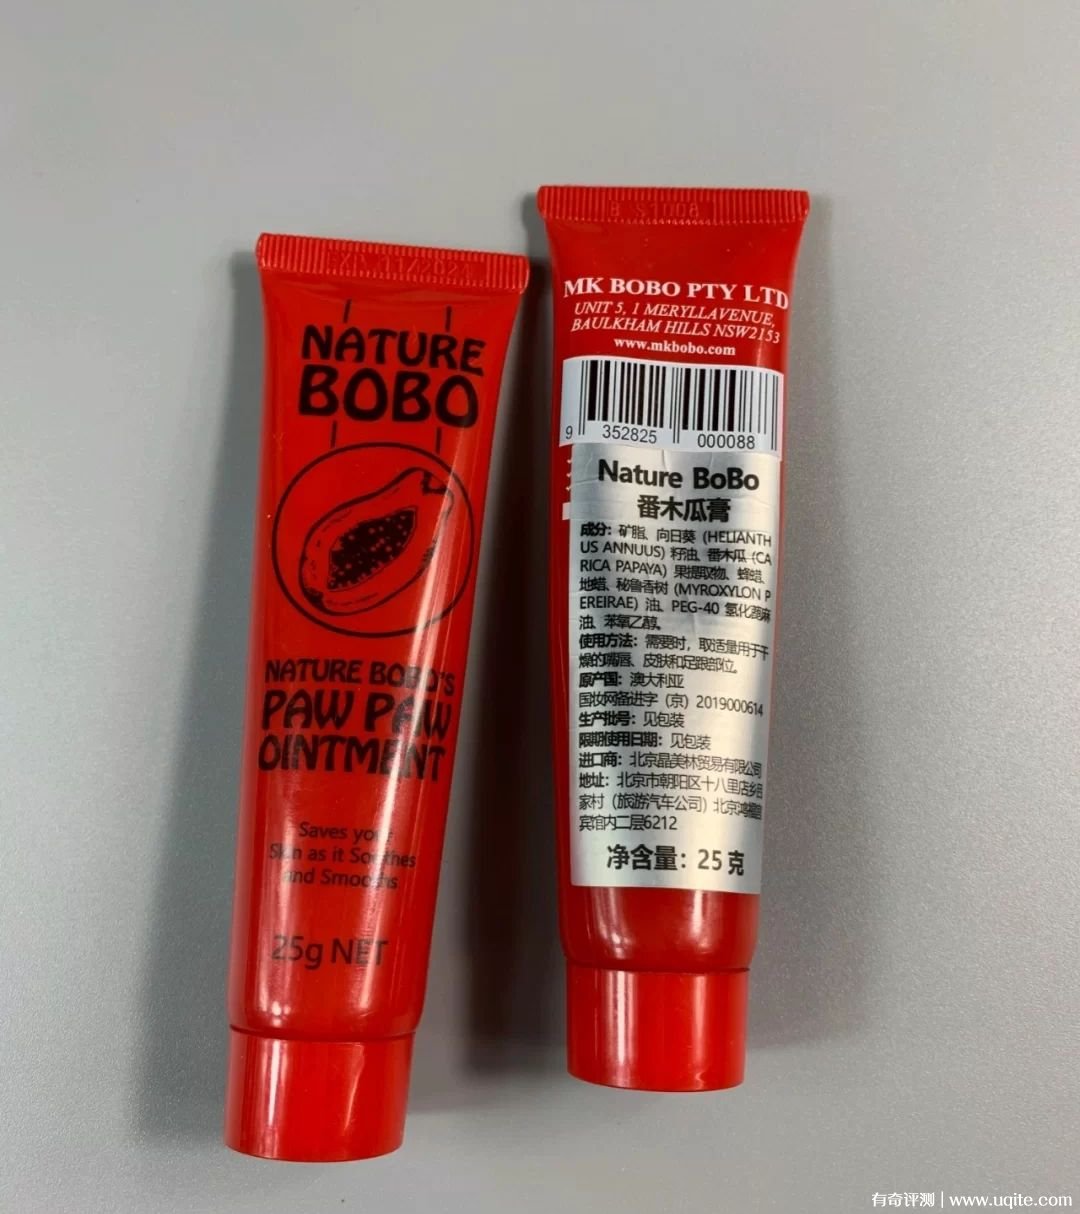 EXP 11/2024
NATURE
BOBO
NATURE BOBO'S
PAW PAW
OINTMENT
Saves your
Skin as it Soothes
and Smooths
25g NET
B S1008
MK BOBO PTY LTD
UNIT 5, 1 MERYLLAVENUE,
BAULKHAM HILLS NSW2153
www.mkbobo.com
9 352825 000088
Nature BoBo
番木瓜膏
成分：矿脂、向日葵（HELIANTH
US ANNUUS）籽油、番木瓜（CA
RICA PAPAYA）果提取物、蜂蜡、
地蜡、秘鲁香树（MYROXYLON P
EREIRAE）油、PEG-40 氢化蓖麻
油、苯氧乙醇。
使用方法：需要时，取适量用于干
燥的嘴唇、皮肤和足跟部位。
原产国：澳大利亚
国妆网备进字（京）2019000614
生产批号：见包装
限期使用日期：见包装
进口商：北京晶美林贸易有限公司
地址：北京市朝阳区十八里店乡吕
家村（旅游汽车公司）北京鸿福昌
宾馆内二层6212
净含量：25克
有奇评测 | www.uqite.com